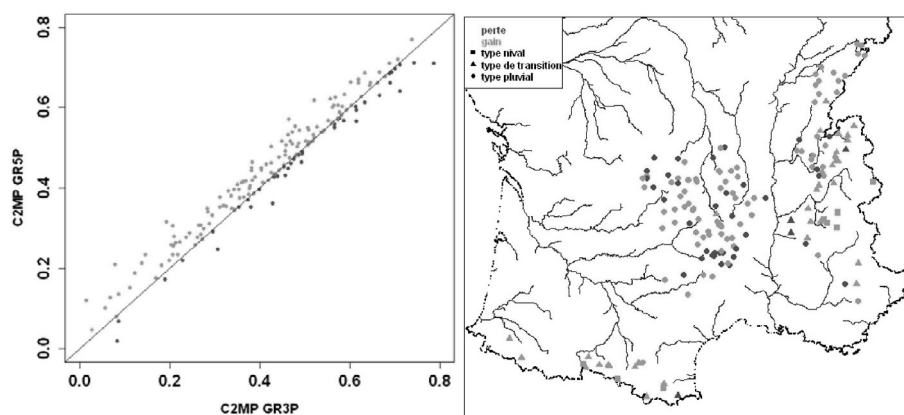 0.8
0.6
0.4
0.2
0.0
C2MP GR5P
0.0 0.2 0.4 0.6 0.8
C2MP GR3P
perte
gain
type nival
type de transition
type pluvial